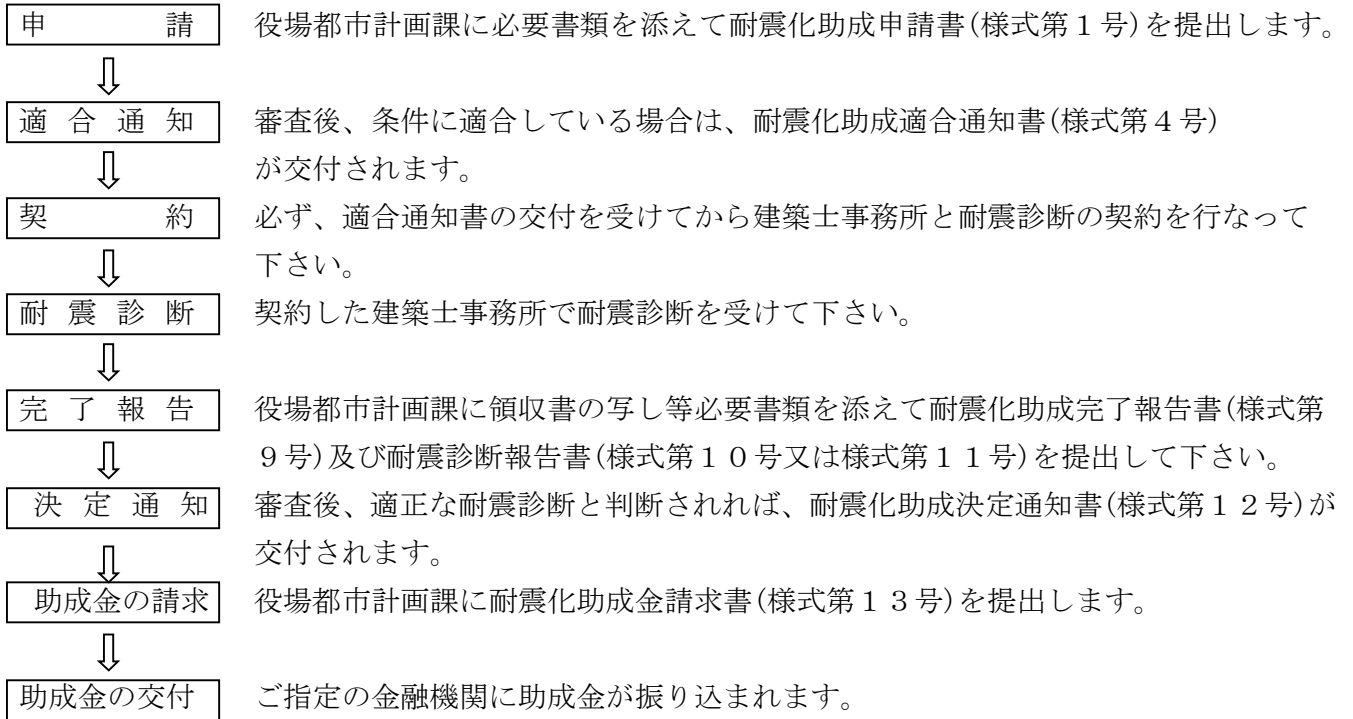 申　　　請　役場都市計画課に必要書類を添えて耐震化助成申請書(様式第１号)を提出します。
⇩
適合通知　審査後、条件に適合している場合は、耐震化助成適合通知書(様式第４号)
⇩　が交付されます。
契　　　約　必ず、適合通知書の交付を受けてから建築士事務所と耐震診断の契約を行なって
⇩　下さい。
耐震診断　契約した建築士事務所で耐震診断を受けて下さい。
⇩
完了報告　役場都市計画課に領収書の写し等必要書類を添えて耐震化助成完了報告書(様式第
⇩　９号)及び耐震診断報告書(様式第１０号又は様式第１１号)を提出して下さい。
決定通知　審査後、適正な耐震診断と判断されれば、耐震化助成決定通知書(様式第１２号)が
⇩　交付されます。
助成金の請求　役場都市計画課に耐震化助成金請求書(様式第１３号)を提出します。
⇩
助成金の交付　ご指定の金融機関に助成金が振り込まれます。